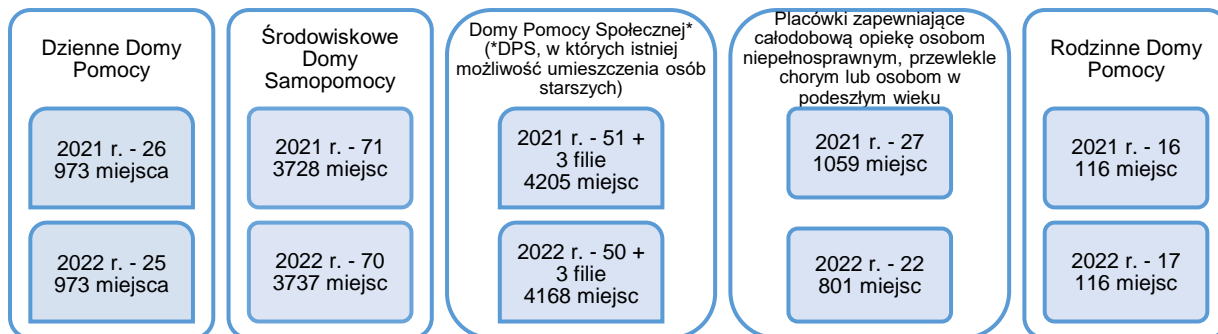 Dzienne Domy
Pomocy
2021 r. - 26
973 miejsca
2022 r. - 25
973 miejsca
Środowiskowe
Domy
Samopomocy
2021 r. - 71
3728 miejsc
2022 r. - 70
3737 miejsc
Domy Pomocy Społecznej*
(*DPS, w których istniej
możliwość umieszczenia osób
starszych)
2021 r. - 51 +
3 filie
4205 miejsc
2022 r. - 50 +
3 filie
4168 miejsc
Placówki zapewniające
całodobową opiekę osobom
niepełnosprawnym, przewlekle
chorym lub osobom w
podeszłym wieku
2021 r. - 27
1059 miejsc
2022 r. - 22
801 miejsc
Rodzinne Domy
Pomocy
2021 r. - 16
116 miejsc
2022 r. - 17
116 miejsc